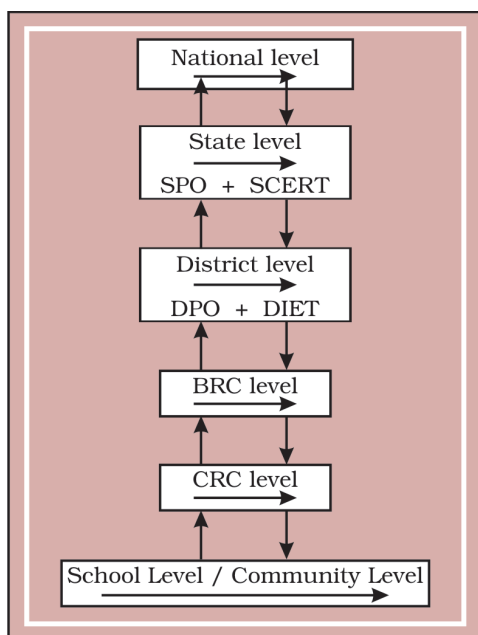 National level
State level
SPO + SCERT
District level
DPO + DIET
BRC level
CRC level
School Level / Community Level